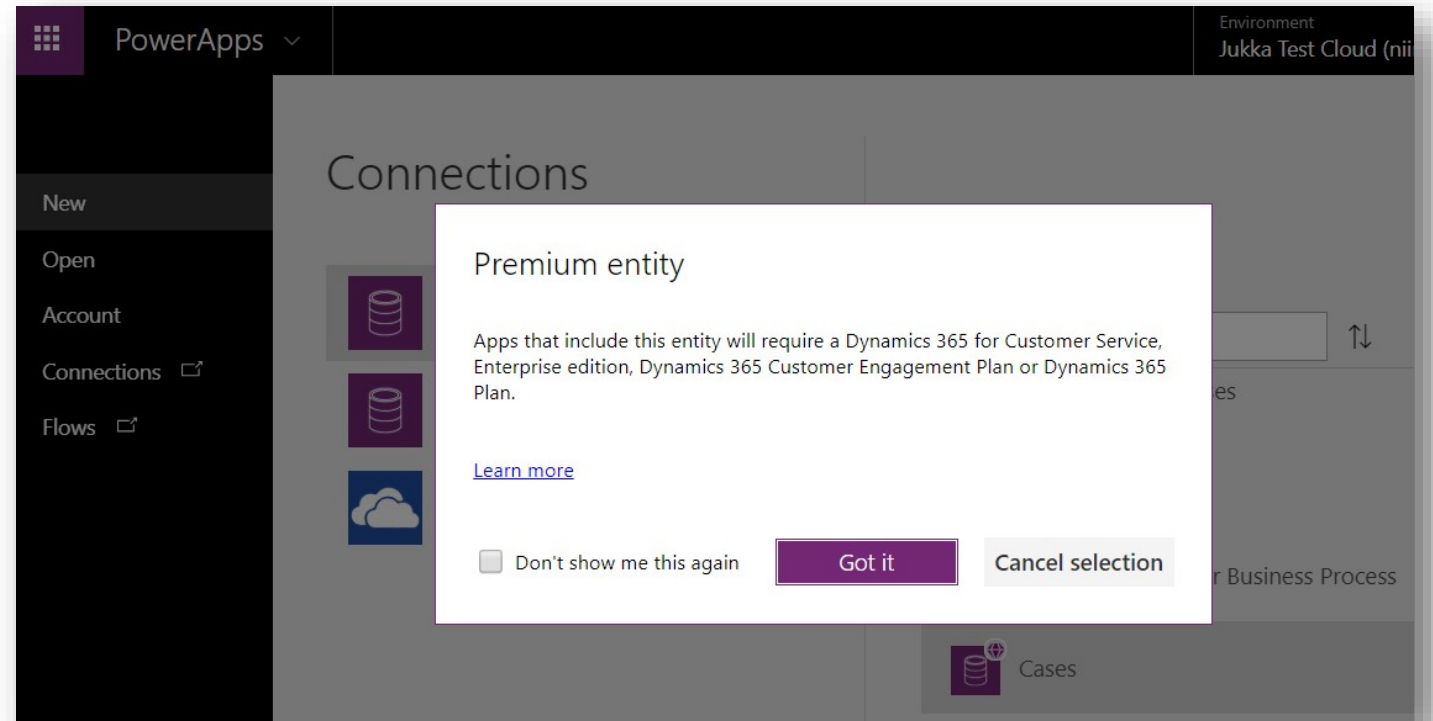 PowerApps
Environment
Jukka Test Cloud (nii
New
Open
Account
Connections
Flows
Connections
Premium entity
Apps that include this entity will require a Dynamics 365 for Customer Service,
Enterprise edition, Dynamics 365 Customer Engagement Plan or Dynamics 365
Plan.
Learn more
Don't show me this again
Got it
Cancel selection
es
r Business Process
Cases